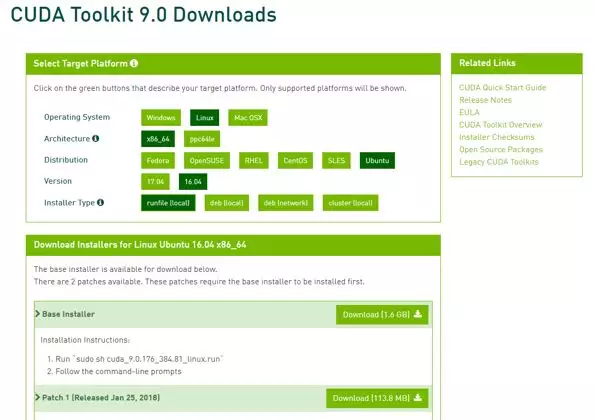 CUDA Toolkit 9.0 Downloads
Select Target Platform
Click on the green buttons that describe your target platform. Only supported platforms will be shown.
Operating System Windows Linux Mac OSX
Architecture x86_64 ppc64le
Distribution Fedora OpenSUSE RHEL CentOS SLES Ubuntu
Version 17.04 16.04
Installer Type runfile (local) deb (local) deb (network) cluster (local)
Related Links
CUDA Quick Start Guide
Release Notes
EULA
CUDA Toolkit Overview
Installer Checksums
Open Source Packages
Legacy CUDA Toolkits
Download Installers for Linux Ubuntu 16.04 x86_64
The base installer is available for download below.
There are 2 patches available. These patches require the base installer to be installed first.
Base Installer Download (1.6 GB)
Installation Instructions:
1. Run `sudo sh cuda_9.0.176_384.81_linux.run`
2. Follow the command-line prompts
Patch 1 (Released Jan 25, 2018) Download (113.8 MB)